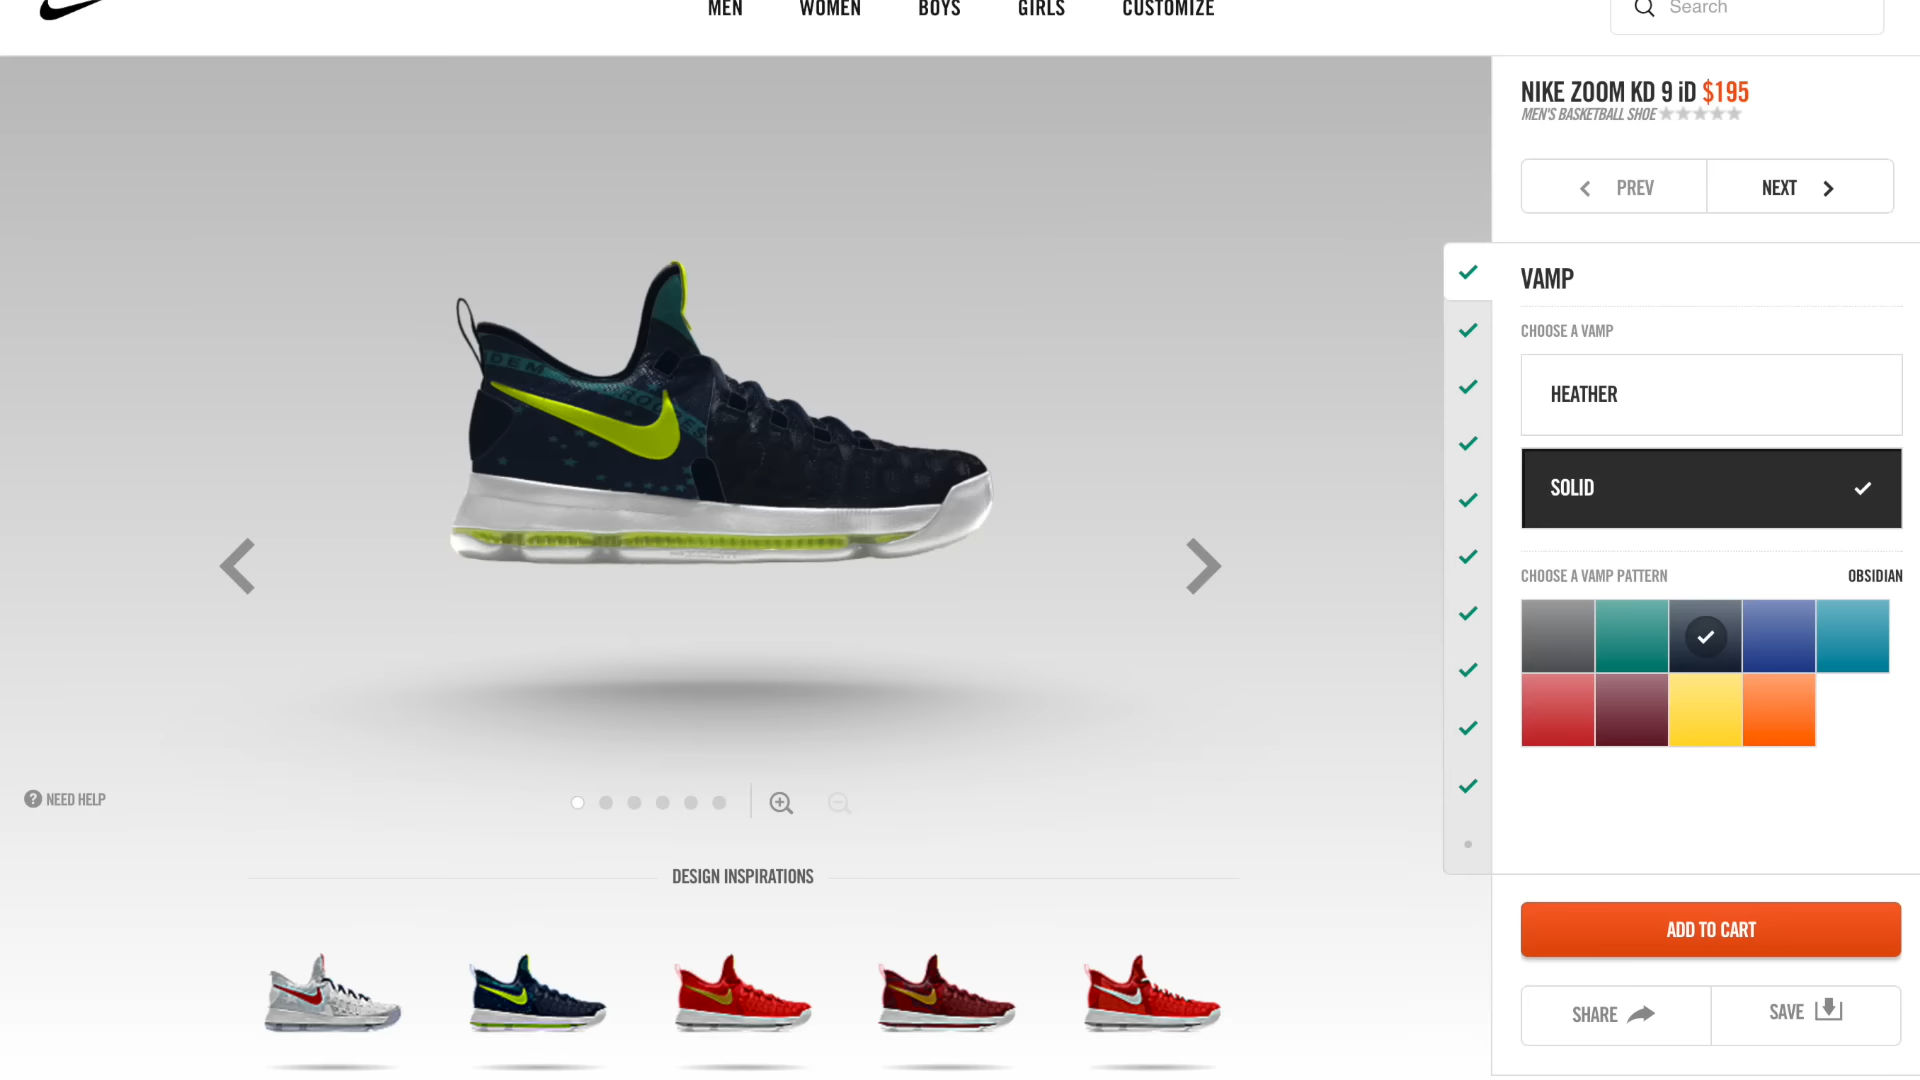 MEN WOMEN BOYS GIRLS CUSTOMIZE
Search
NIKE ZOOM KD 9 iD $195
MEN'S BASKETBALL SHOE
PREV
NEXT
VAMP
CHOOSE A VAMP
HEATHER
SOLID
CHOOSE A VAMP PATTERN OBSIDIAN
? NEED HELP
DESIGN INSPIRATIONS
ADD TO CART
SHARE
SAVE